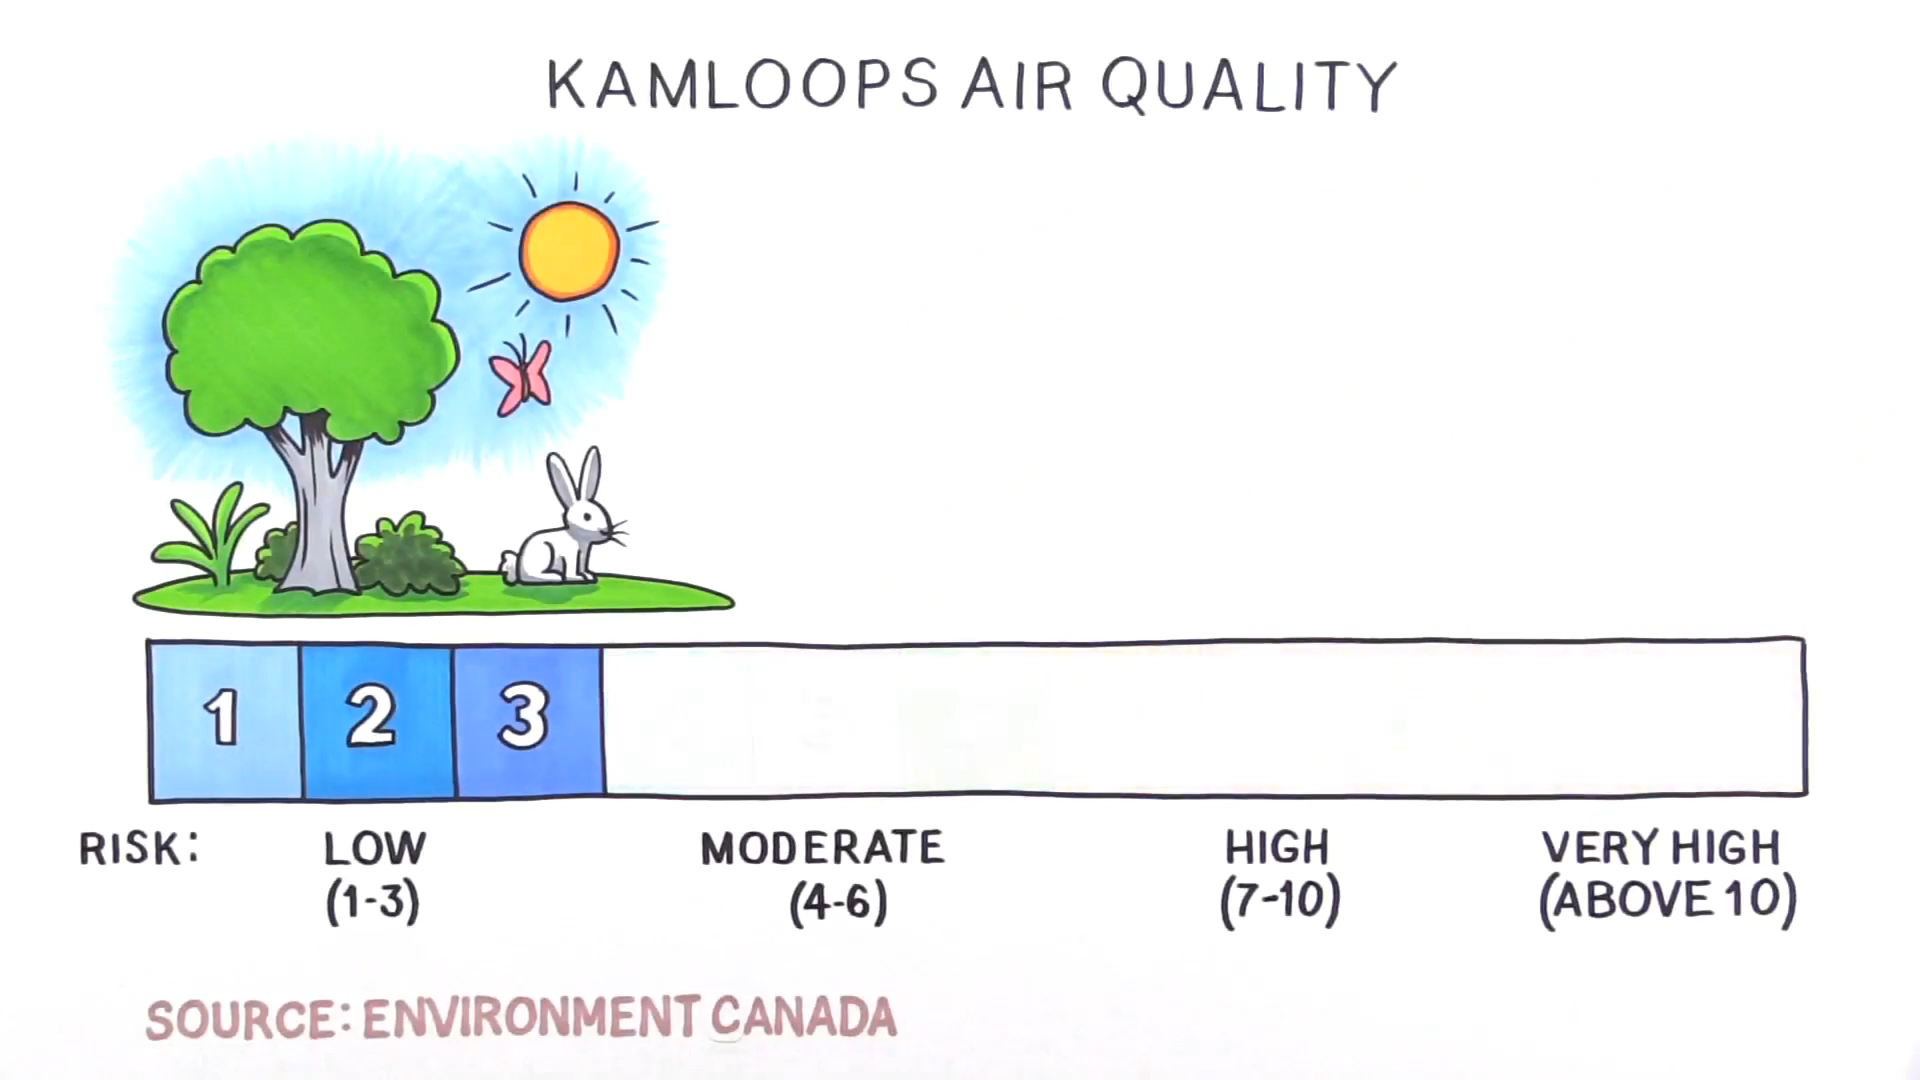 KAMLOOPS AIR QUALITY
1 2 3
RISK: LOW MODERATE HIGH VERY HIGH
(1-3) (4-6) (7-10) (ABOVE 10)
SOURCE: ENVIRONMENT CANADA